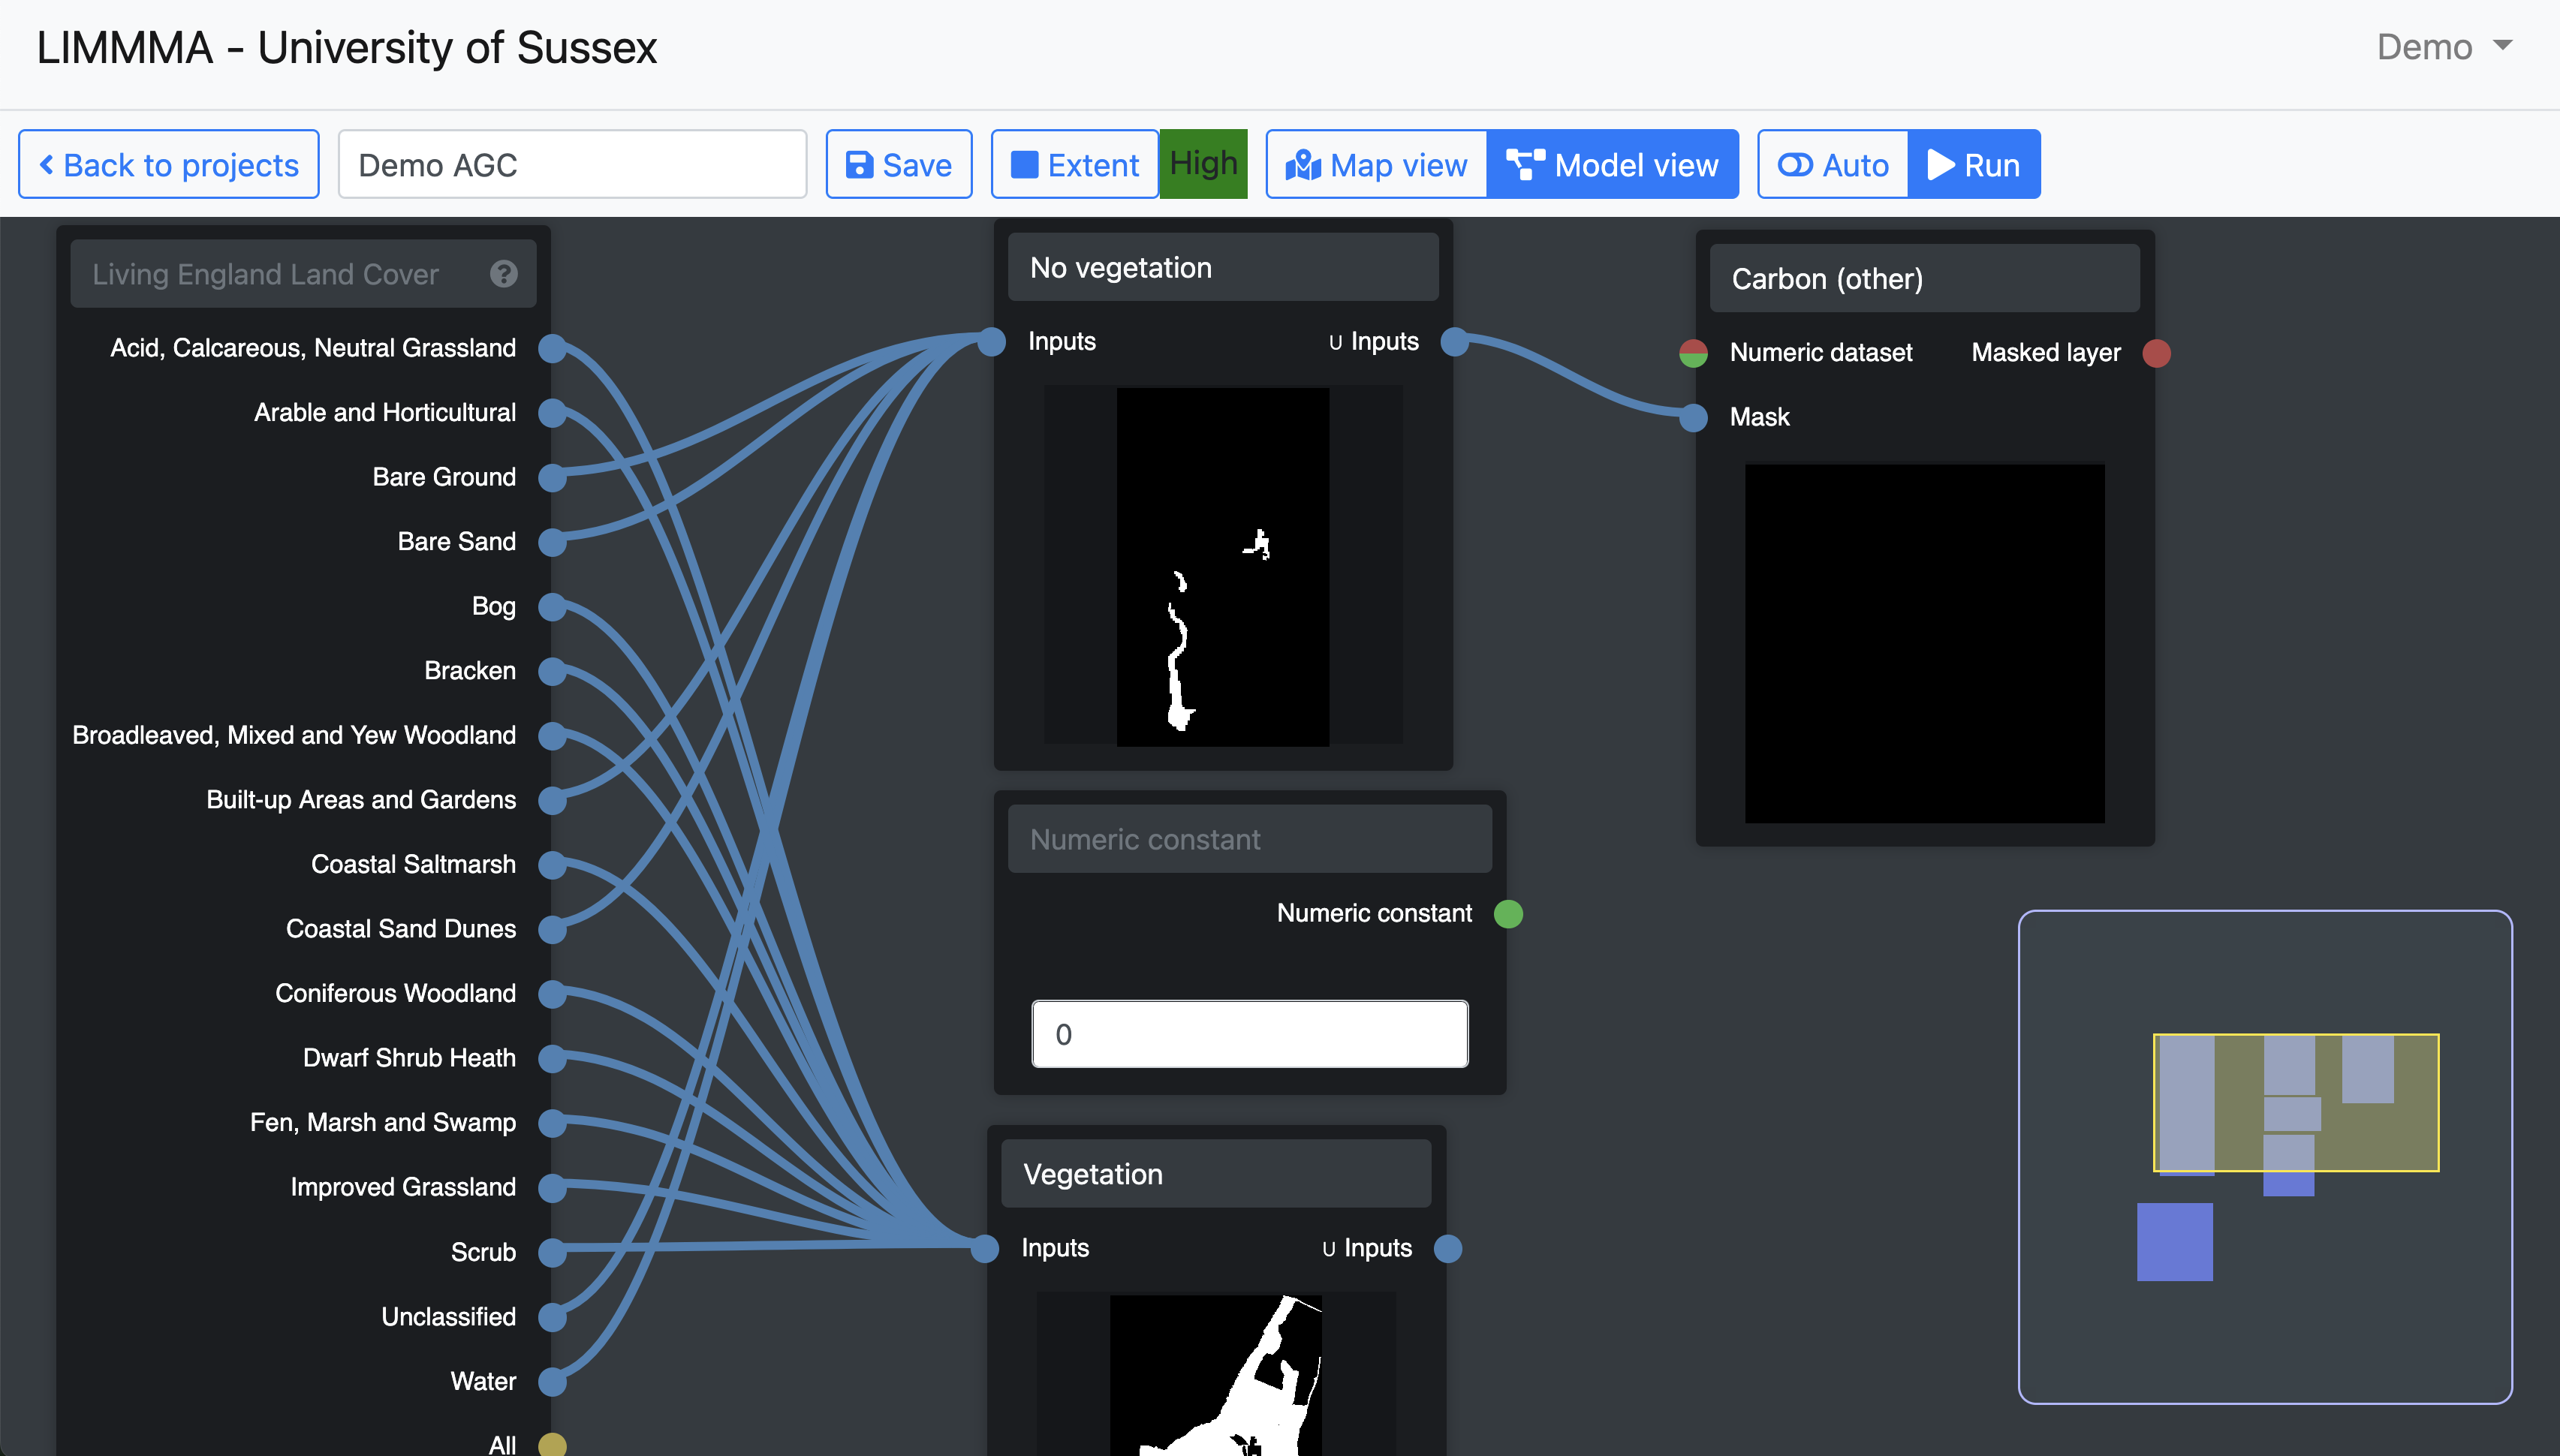 LIMMMA - University of Sussex
Demo
Back to projects
Demo AGC
Save
Extent
High
Map view
Model view
Auto
Run
Living England Land Cover
Acid, Calcareous, Neutral Grassland
Arable and Horticultural
Bare Ground
Bare Sand
Bog
Bracken
Broadleaved, Mixed and Yew Woodland
Built-up Areas and Gardens
Coastal Saltmarsh
Coastal Sand Dunes
Coniferous Woodland
Dwarf Shrub Heath
Fen, Marsh and Swamp
Improved Grassland
Scrub
Unclassified
Water
All
No vegetation
Inputs
∪ Inputs
Numeric constant
Numeric constant
0
Vegetation
Inputs
∪ Inputs
Carbon (other)
Numeric dataset
Masked layer
Mask